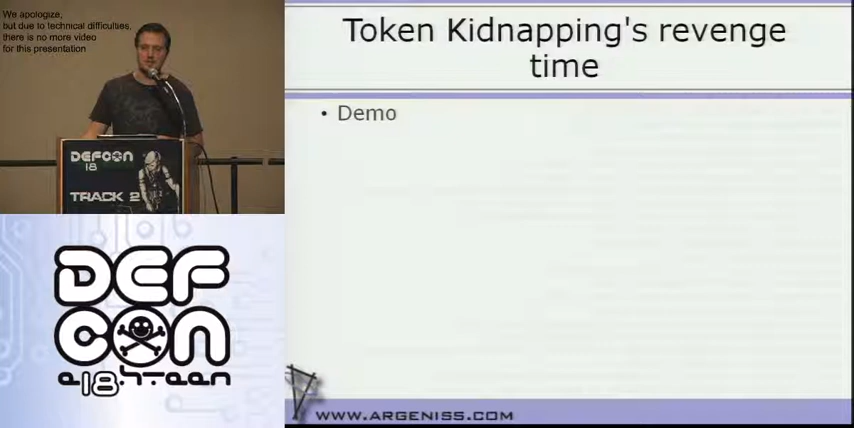 We apologize,
but due to technical difficulties,
there is no more video
for this presentation
DEFCON
18
TRACK 2
DEF
CON
e18hteen
Token Kidnapping's revenge
time
• Demo
WWW.ARGENISS.COM